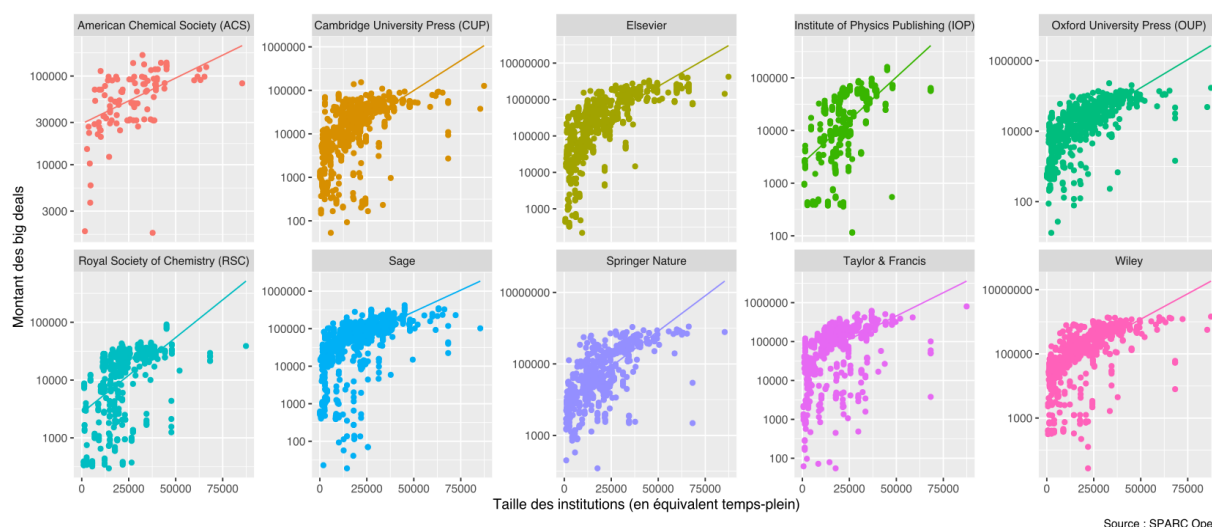 American Chemical Society (ACS)
Cambridge University Press (CUP)
Elsevier
Institute of Physics Publishing (IOP)
Oxford University Press (OUP)
100000
30000
10000
3000
1000000
100000
10000
1000
100
10000000
1000000
100000
10000
1000
100000
10000
1000
100
1000000
10000
100
Montant des big deals
Royal Society of Chemistry (RSC)
Sage
Springer Nature
Taylor & Francis
Wiley
100000
10000
1000
1000000
100000
10000
1000
100
10000000
100000
1000
1000000
100000
10000
1000
100
10000000
100000
1000
0 25000 50000 75000
0 25000 50000 75000
0 25000 50000 75000
0 25000 50000 75000
0 25000 50000 75000
Taille des institutions (en équivalent temps-plein)
Source : SPARC Ope